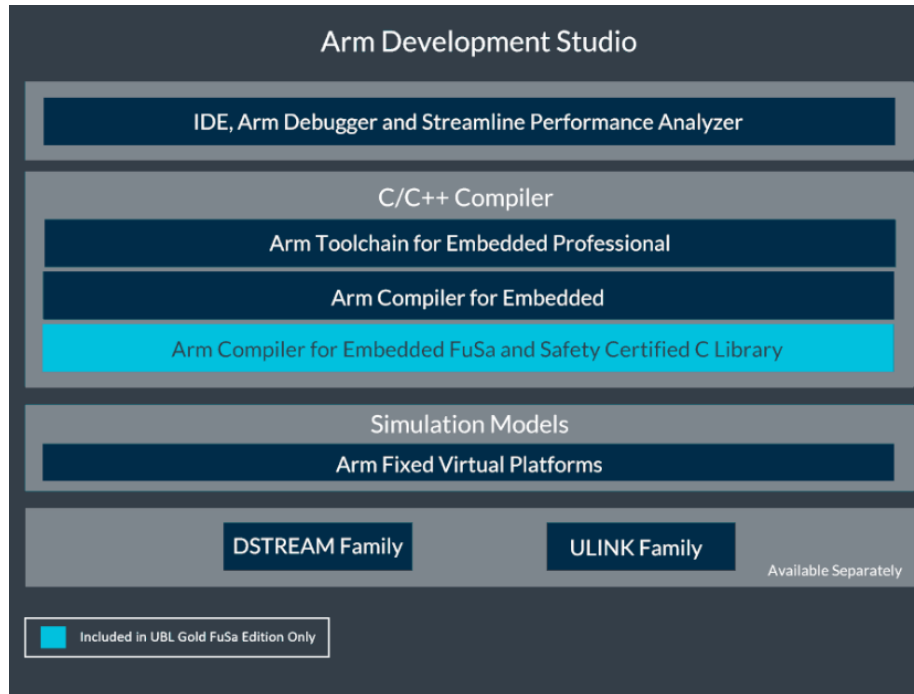 Arm Development Studio
IDE, Arm Debugger and Streamline Performance Analyzer
C/C++ Compiler
Arm Toolchain for Embedded Professional
Arm Compiler for Embedded
Arm Compiler for Embedded FuSa and Safety Certified C Library
Simulation Models
Arm Fixed Virtual Platforms
DSTREAM Family
ULINK Family
Available Separately
Included in UBL Gold FuSa Edition Only